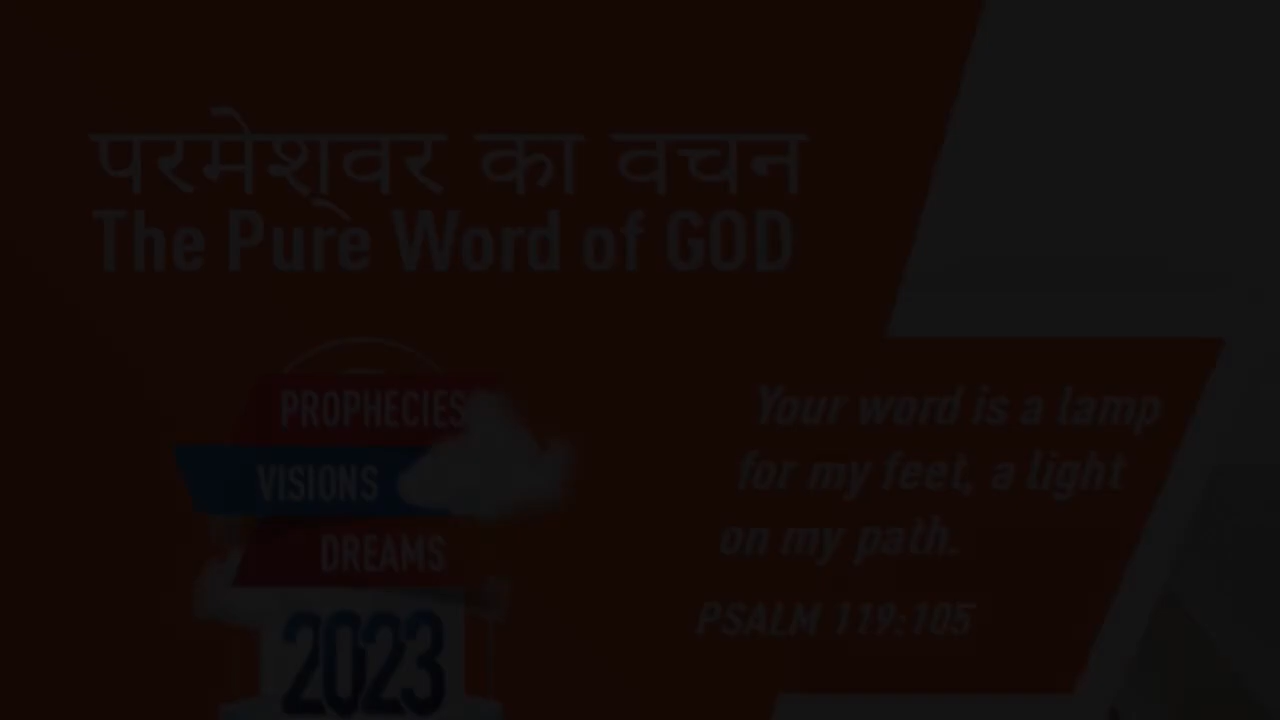 परमेश्वर का वचन
The Pure Word of GOD
PROPHECIES
VISIONS
DREAMS
2023
Your word is a lamp
for my feet, a light
on my path.
PSALM 119:105